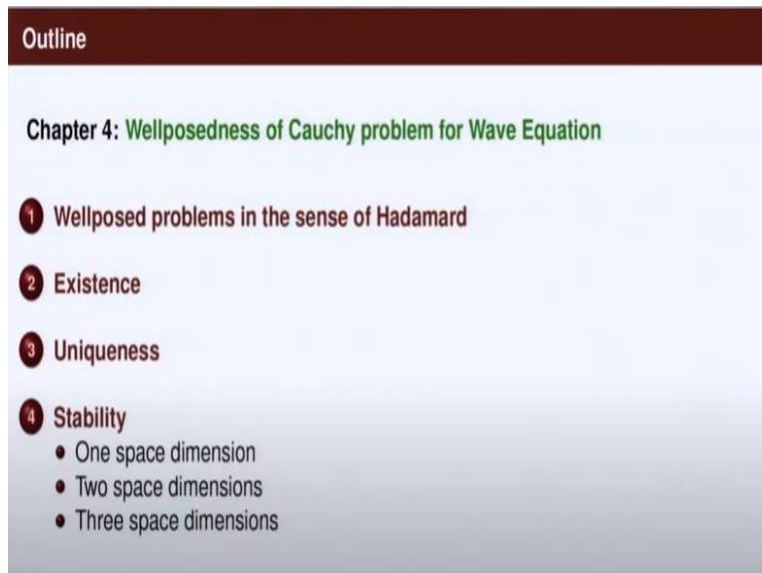 Outline
Chapter 4: Wellposedness of Cauchy problem for Wave Equation
1 Wellposed problems in the sense of Hadamard
2 Existence
3 Uniqueness
4 Stability
• One space dimension
• Two space dimensions
• Three space dimensions